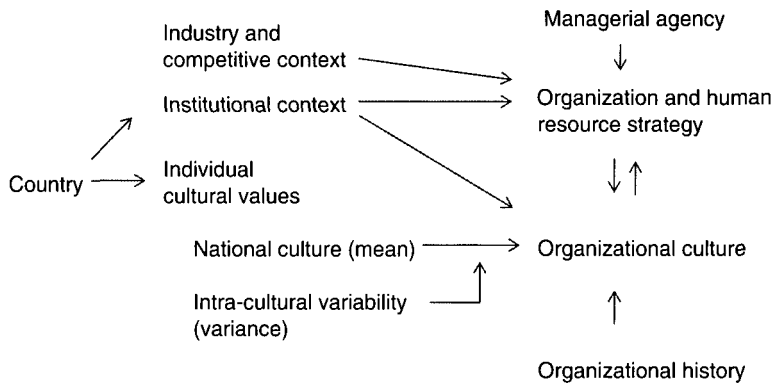 Industry and
competitive context
Institutional context
Country
Individual
cultural values
National culture (mean)
Intra-cultural variability
(variance)
Managerial agency
Organization and human
resource strategy
Organizational culture
Organizational history